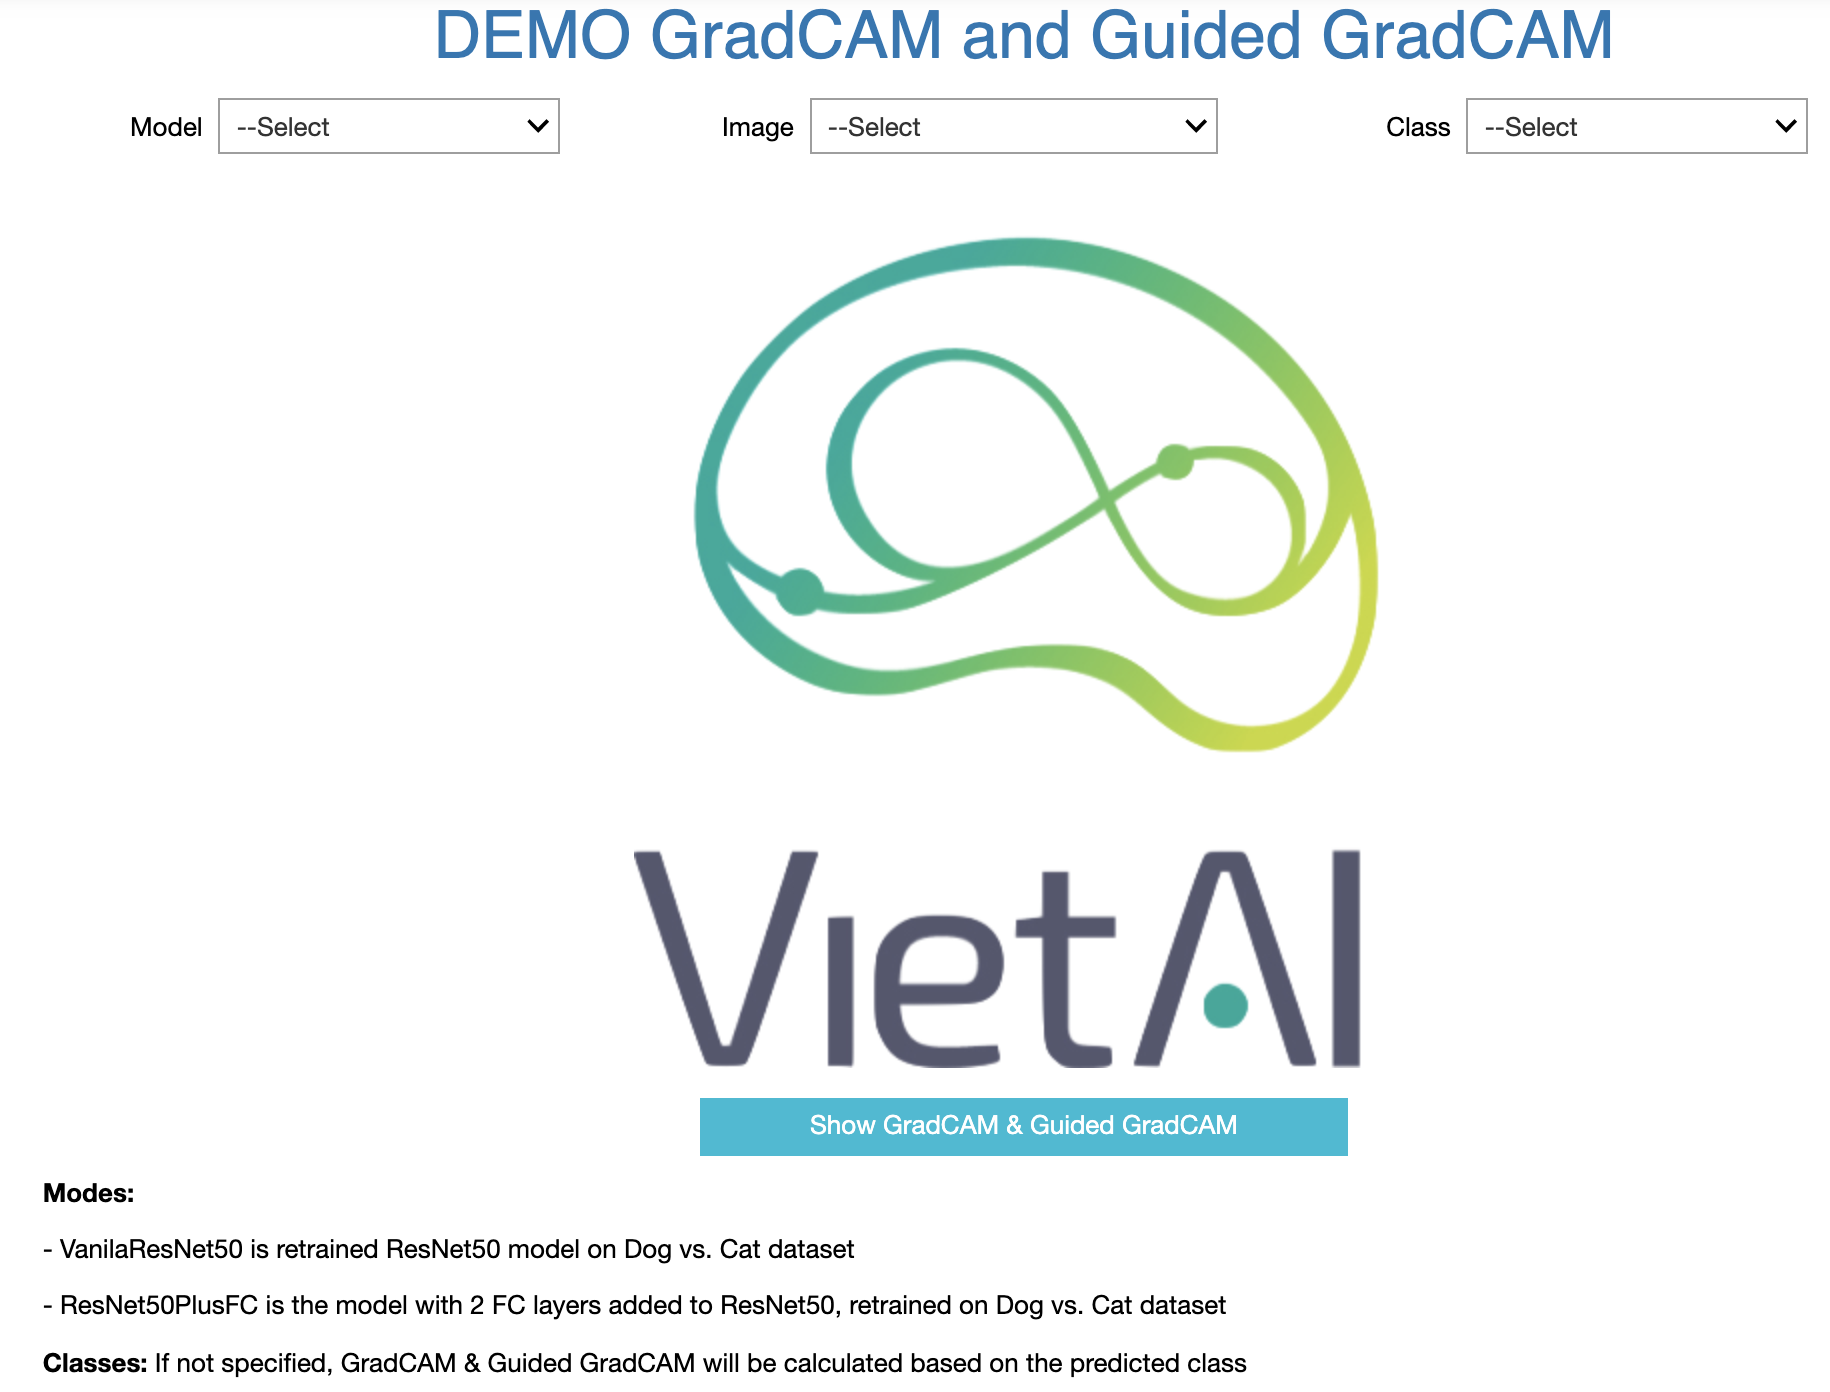 DEMO GradCAM and Guided GradCAM
Model --Select Image --Select Class --Select
VietAI
Show GradCAM & Guided GradCAM
Modes:
- VanilaResNet50 is retrained ResNet50 model on Dog vs. Cat dataset
- ResNet50PlusFC is the model with 2 FC layers added to ResNet50, retrained on Dog vs. Cat dataset
Classes: If not specified, GradCAM & Guided GradCAM will be calculated based on the predicted class